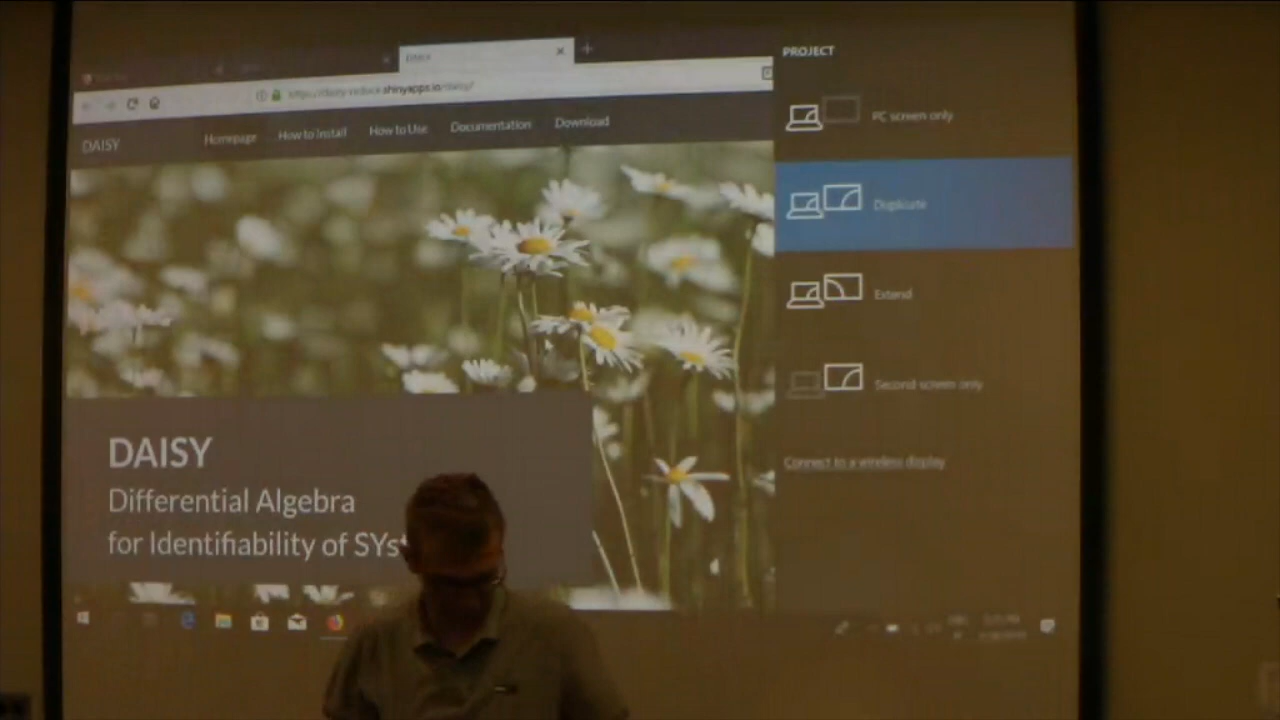 PROJECT
DAISY
Homepage
How to Install
How to Use
Documentation
Download
PC screen only
Duplicate
Extend
Second screen only
Connect to a wireless display
DAISY
Differential Algebra
for Identifiability of SYs